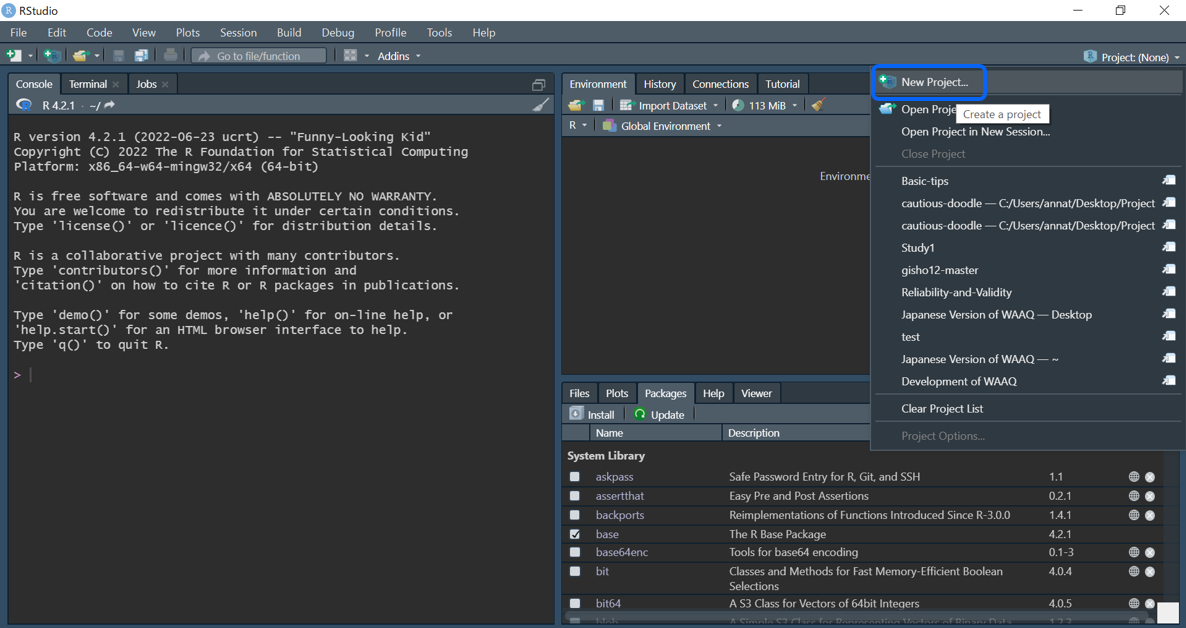 RStudio
File Edit Code View Plots Session Build Debug Profile Tools Help
Go to file/function Addins Project: (None)
Console Terminal Jobs
R 4.2.1 · ~/
R version 4.2.1 (2022-06-23 ucrt) -- "Funny-Looking Kid"
Copyright (C) 2022 The R Foundation for Statistical Computing
Platform: x86_64-w64-mingw32/x64 (64-bit)
R is free software and comes with ABSOLUTELY NO WARRANTY.
You are welcome to redistribute it under certain conditions.
Type 'license()' or 'licence()' for distribution details.
R is a collaborative project with many contributors.
Type 'contributors()' for more information and
'citation()' on how to cite R or R packages in publications.
Type 'demo()' for some demos, 'help()' for on-line help, or
'help.start()' for an HTML browser interface to help.
Type 'q()' to quit R.
>
Environment History Connections Tutorial
Import Dataset 113 MiB
R Global Environment
Environme
New Project...
Open Proje
Create a project
Open Project in New Session...
Close Project
Basic-tips
cautious-doodle — C:/Users/annat/Desktop/Project
cautious-doodle — C:/Users/annat/Desktop/Project
Study1
gisho12-master
Reliability-and-Validity
Japanese Version of WAAQ — Desktop
test
Japanese Version of WAAQ — ~
Development of WAAQ
Clear Project List
Project Options...
Files Plots Packages Help Viewer
Install Update
Name Description
System Library
askpass Safe Password Entry for R, Git, and SSH 1.1
assertthat Easy Pre and Post Assertions 0.2.1
backports Reimplementations of Functions Introduced Since R-3.0.0 1.4.1
base The R Base Package 4.2.1
base64enc Tools for base64 encoding 0.1-3
bit Classes and Methods for Fast Memory-Efficient Boolean 4.0.4
Selections
bit64 A S3 Class for Vectors of 64bit Integers 4.0.5